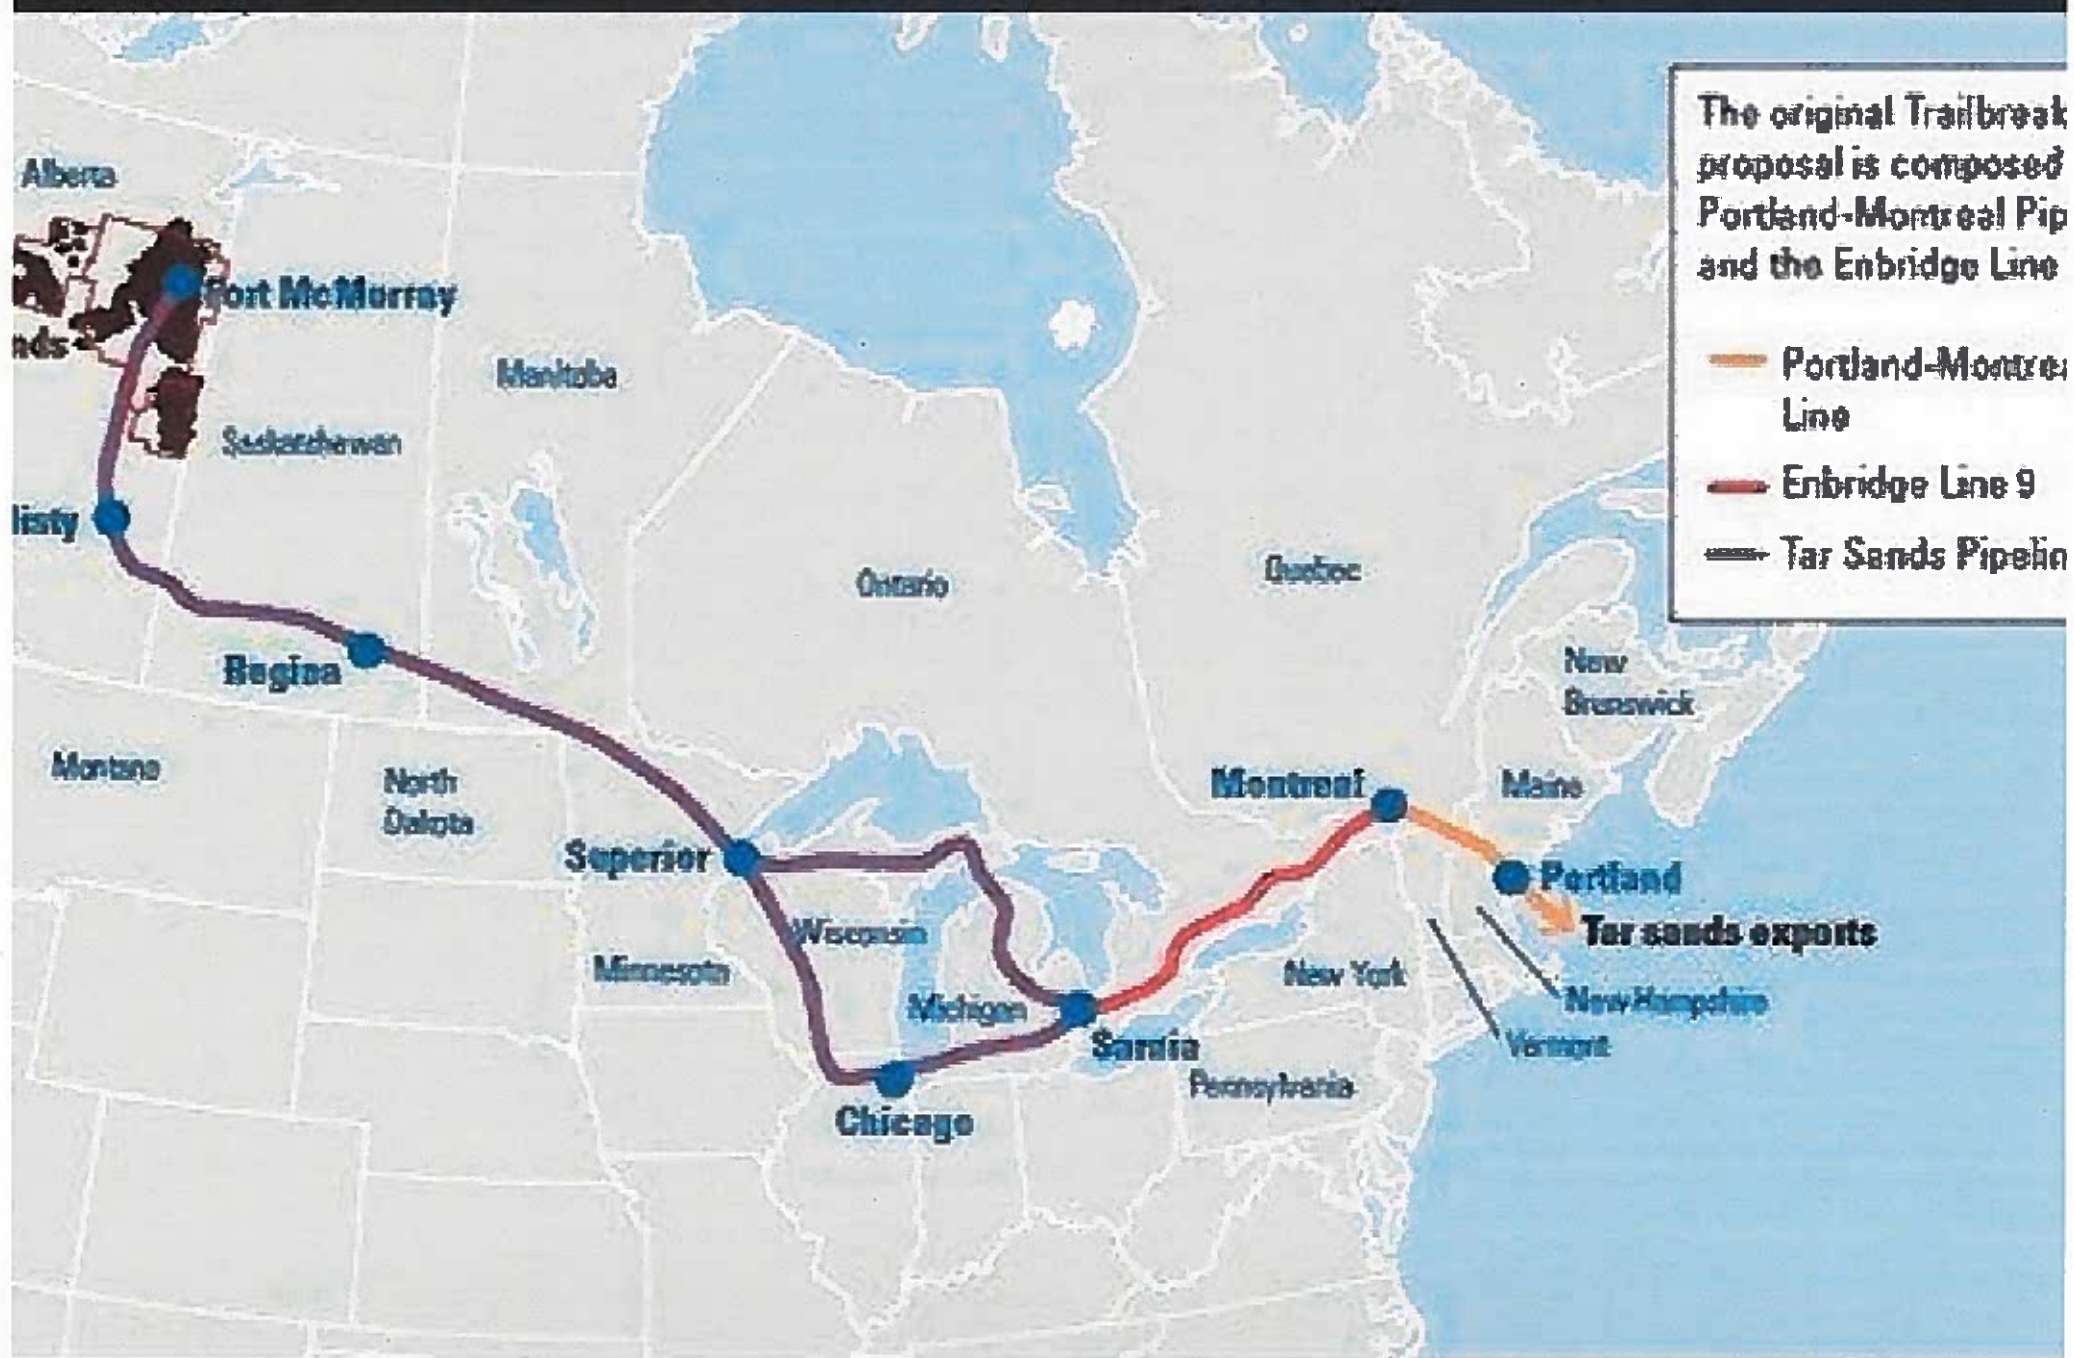 The original Trailbreak
proposal is composed
Portland-Montreal Pip
and the Enbridge Line
Portland-Montrea
Line
Enbridge Line 9
Tar Sands Pipelin
Alberta
Fort McMurray
nds
Manitoba
Saskatchewan
listy
Ontario
Quebec
Regina
New
Brunswick
Montana
North
Dakota
Montreal
Maine
Superior
Portland
Tar sands exports
Wisconsin
Minnesota
New York
Michigan
New Hampshire
Sarnia
Vermont
Pennsylvania
Chicago